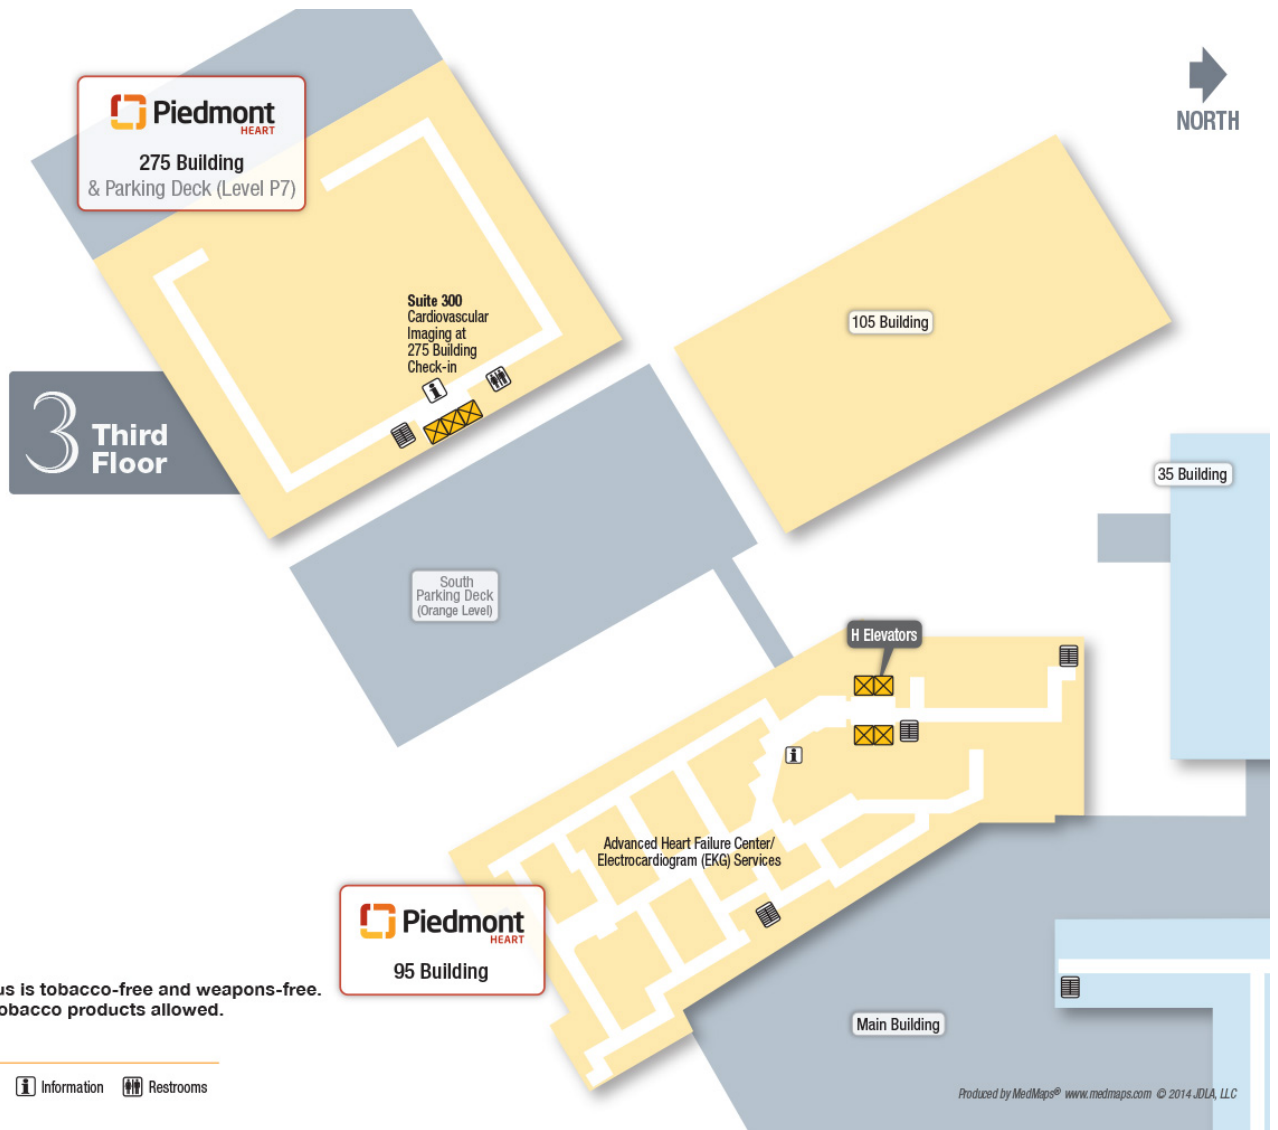 Piedmont
HEART
275 Building
& Parking Deck (Level P7)
NORTH
Suite 300
Cardiovascular
Imaging at
275 Building
Check-in
105 Building
3 Third
Floor
35 Building
South
Parking Deck
(Orange Level)
H Elevators
Advanced Heart Failure Center/
Electrocardiogram (EKG) Services
Piedmont
HEART
95 Building
us is tobacco-free and weapons-free.
obacco products allowed.
Main Building
i Information Restrooms
Produced by MedMaps® www.medmaps.com © 2014 JDLA, LLC